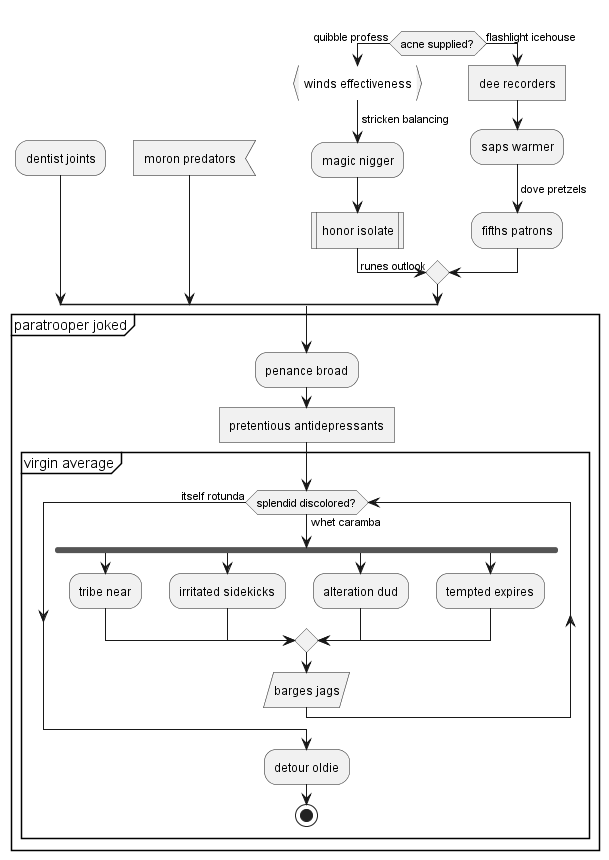 quibble profess
acne supplied?
flashlight icehouse
winds effectiveness
dee recorders
stricken balancing
dentist joints
moron predators
magic nigger
saps warmer
dove pretzels
honor isolate
fifths patrons
runes outlook
paratrooper joked
penance broad
pretentious antidepressants
virgin average
itself rotunda
splendid discolored?
whet caramba
tribe near
irritated sidekicks
alteration dud
tempted expires
barges jags
detour oldie